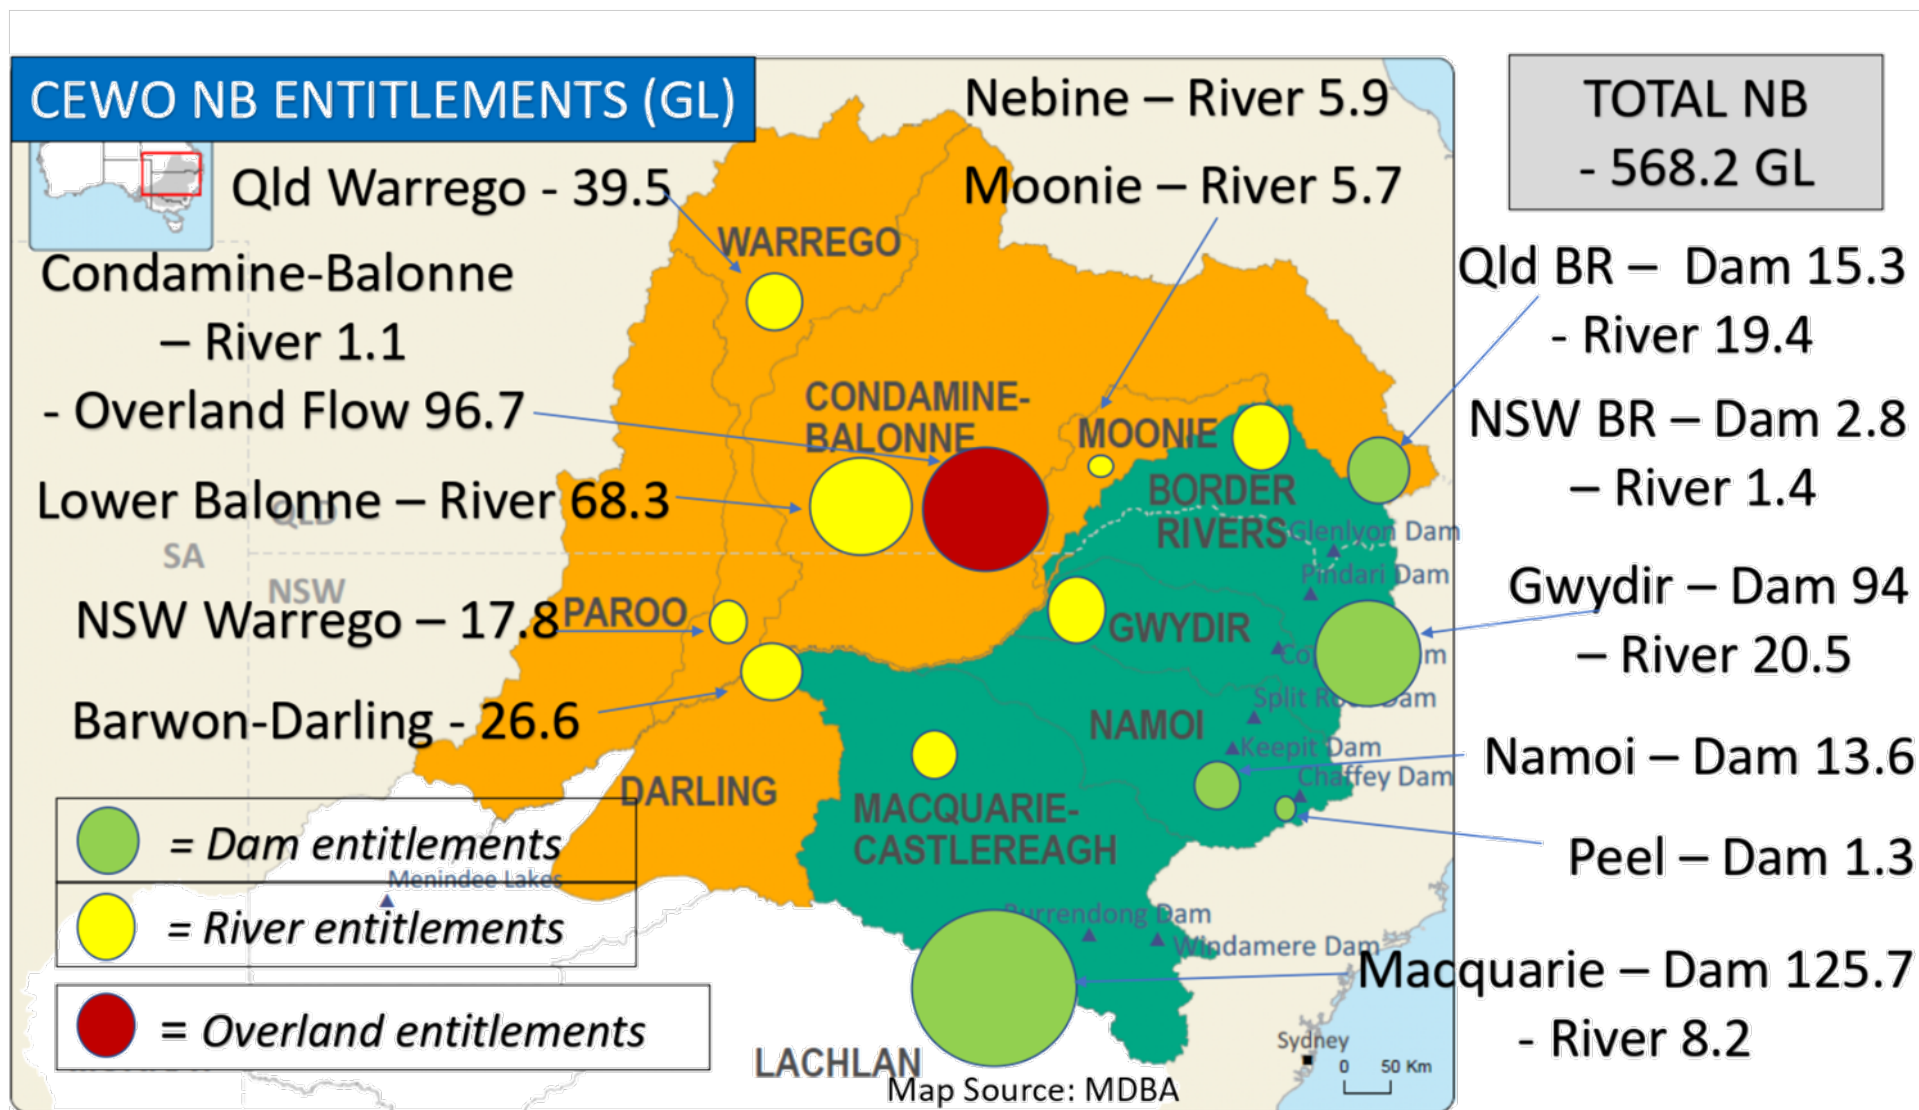 CEWO NB ENTITLEMENTS (GL)
Nebine – River 5.9
TOTAL NB
- 568.2 GL
Qld Warrego - 39.5
Moonie – River 5.7
WARREGO
Condamine-Balonne
– River 1.1
- Overland Flow 96.7
Qld BR – Dam 15.3
- River 19.4
CONDAMINE-
BALONNE
MOONIE
NSW BR – Dam 2.8
– River 1.4
Lower Balonne – River 68.3
QLD
SA
NSW
BORDER
RIVERS
Glenlyon Dam
Pindari Dam
Gwydir – Dam 94
– River 20.5
NSW Warrego – 17.8
PAROO
GWYDIR
Split Rock Dam
Barwon-Darling - 26.6
NAMOI
Keepit Dam
Chaffey Dam
Namoi – Dam 13.6
DARLING
MACQUARIE-
CASTLEREAGH
Peel – Dam 1.3
= Dam entitlements
Menindee Lakes
= River entitlements
Burrendong Dam
Windamere Dam
Macquarie – Dam 125.7
- River 8.2
= Overland entitlements
Sydney
0 50 Km
LACHLAN
Map Source: MDBA